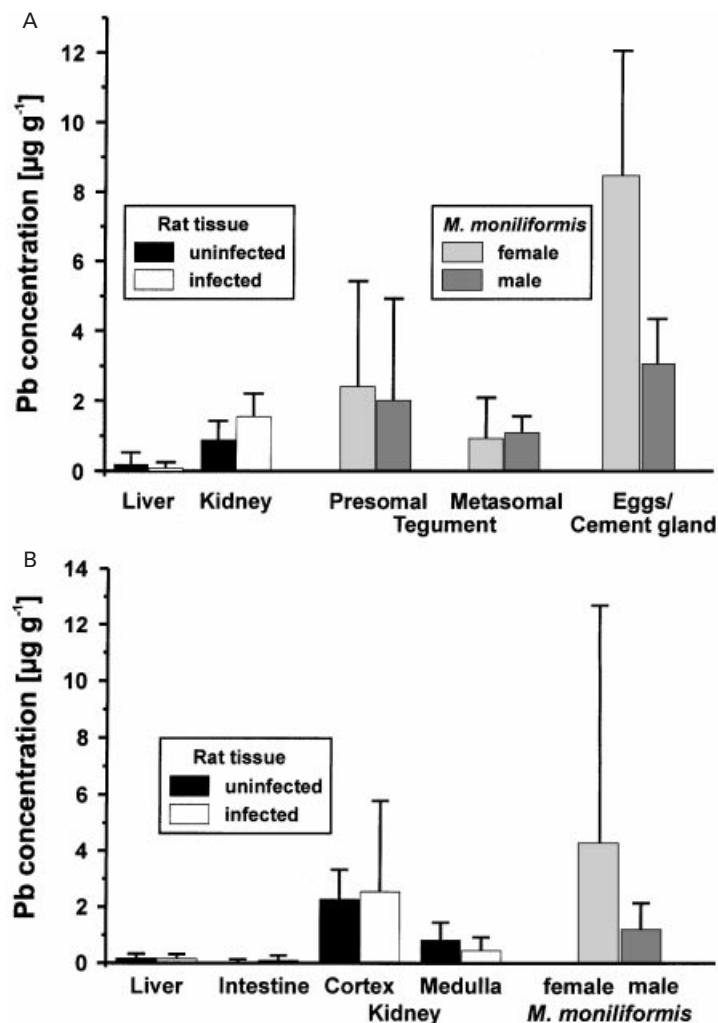 A
Pb concentration [µg g-1]
12
10
8
6
4
2
0
Rat tissue
uninfected
infected
M. moniliformis
female
male
Liver Kidney Presomal Metasomal Eggs/
Tegument Cement gland
B
Pb concentration [µg g-1]
14
12
10
8
6
4
2
0
Rat tissue
uninfected
infected
Liver Intestine Cortex Medulla female male
Kidney M. moniliformis